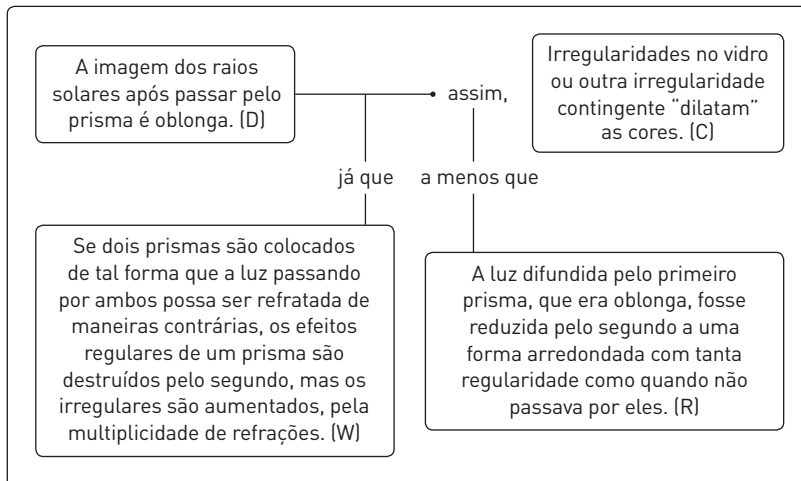 A imagem dos raios
solares após passar pelo
prisma é oblonga. (D)
assim,
Irregularidades no vidro
ou outra irregularidade
contingente “dilatam”
as cores. (C)
já que
a menos que
Se dois prismas são colocados
de tal forma que a luz passando
por ambos possa ser refratada de
maneiras contrárias, os efeitos
regulares de um prisma são
destruídos pelo segundo, mas os
irregulares são aumentados, pela
multiplicidade de refrações. (W)
A luz difundida pelo primeiro
prisma, que era oblonga, fosse
reduzida pelo segundo a uma
forma arredondada com tanta
regularidade como quando não
passava por eles. (R)